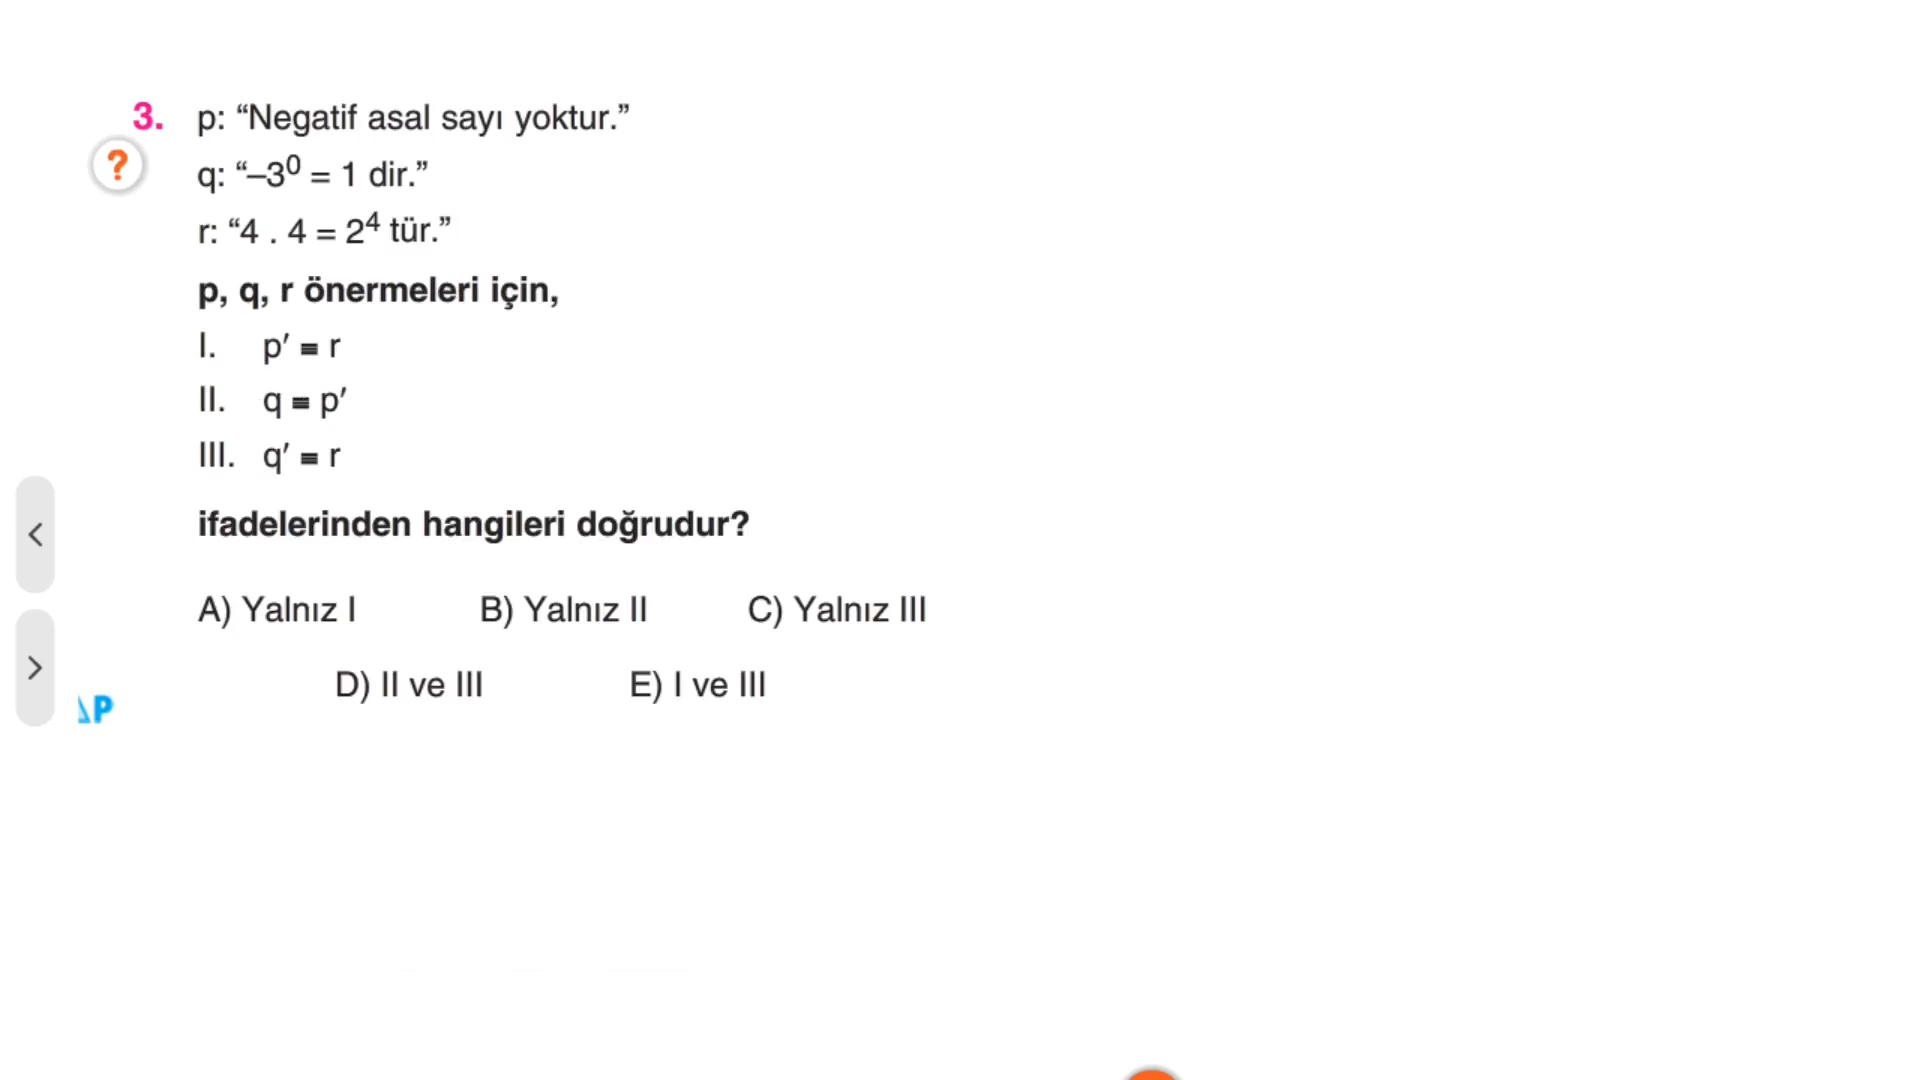 3. p: “Negatif asal sayı yoktur.”
?
q: “–3⁰ = 1 dir.”
r: “4 . 4 = 2⁴ tür.”
p, q, r önermeleri için,
I. p′ ≡ r
II. q ≡ p′
III. q′ ≡ r
ifadelerinden hangileri doğrudur?
A) Yalnız I B) Yalnız II C) Yalnız III
D) II ve III E) I ve III